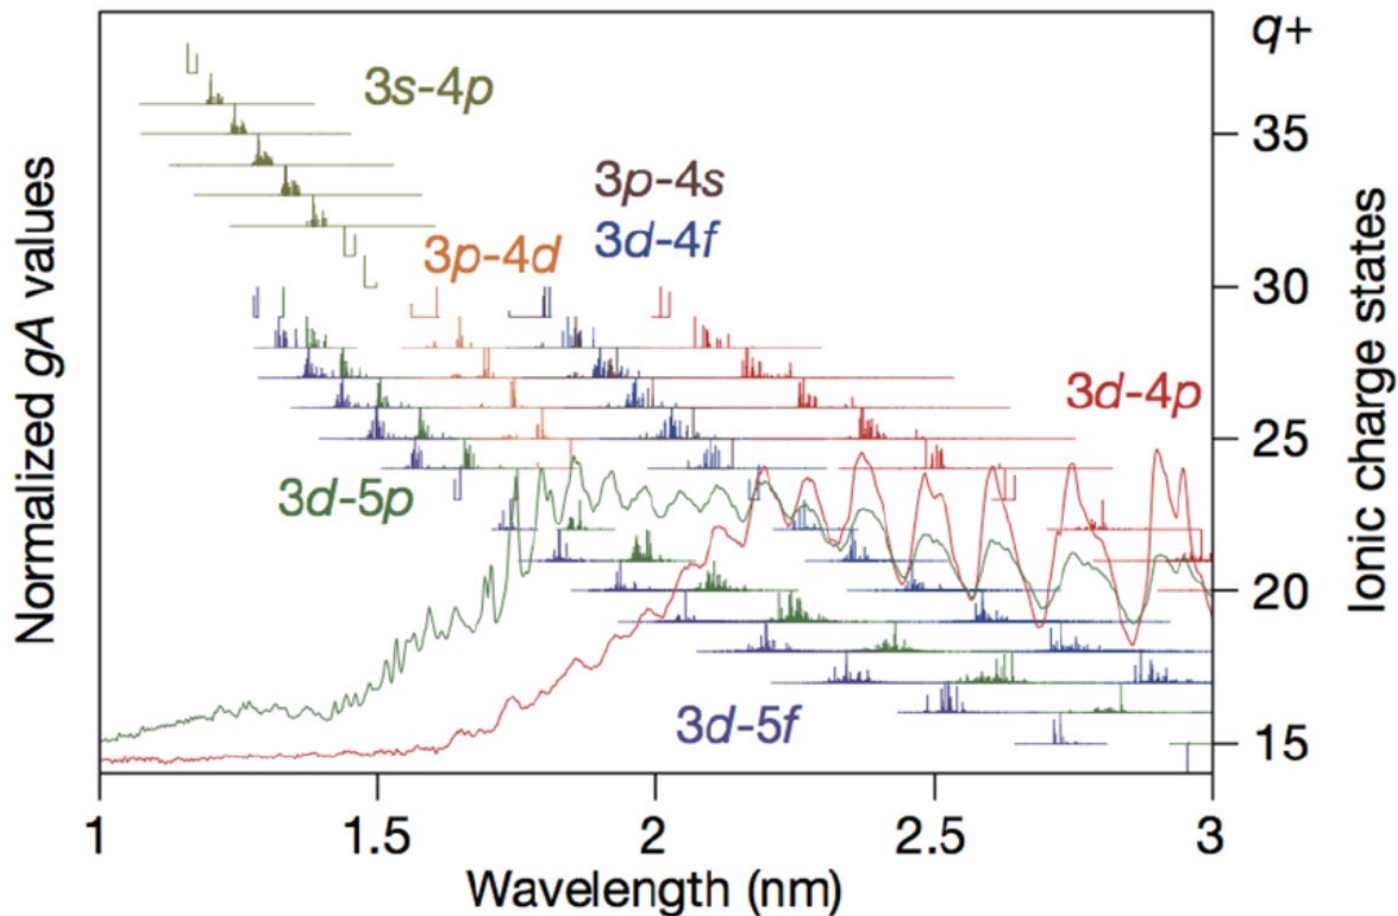 q+
3s-4p
35
3p-4s
3d-4f
3p-4d
30
3d-4p
25
3d-5p
20
3d-5f
15
1
1.5
2
2.5
3
Wavelength (nm)
Normalized gA values
Ionic charge states